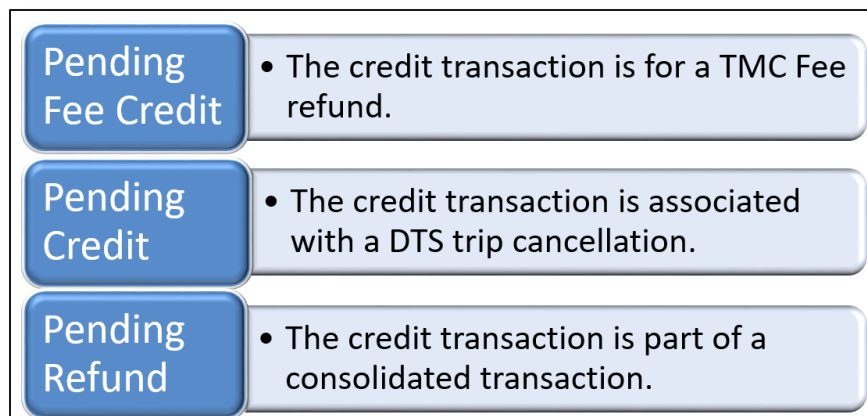 Pending
Fee Credit
• The credit transaction is for a TMC Fee
refund.
Pending
Credit
• The credit transaction is associated
with a DTS trip cancellation.
Pending
Refund
• The credit transaction is part of a
consolidated transaction.